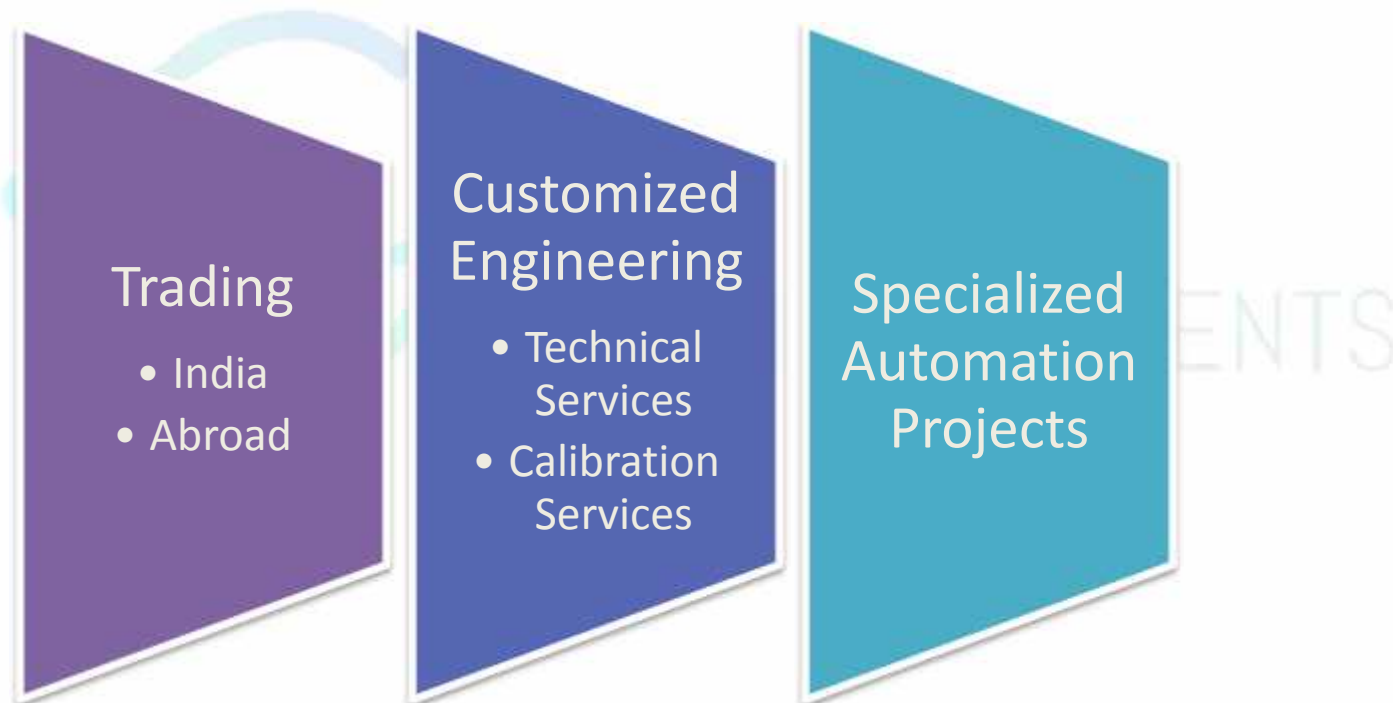 Trading
• India
• Abroad
Customized
Engineering
• Technical
Services
• Calibration
Services
Specialized
Automation
Projects